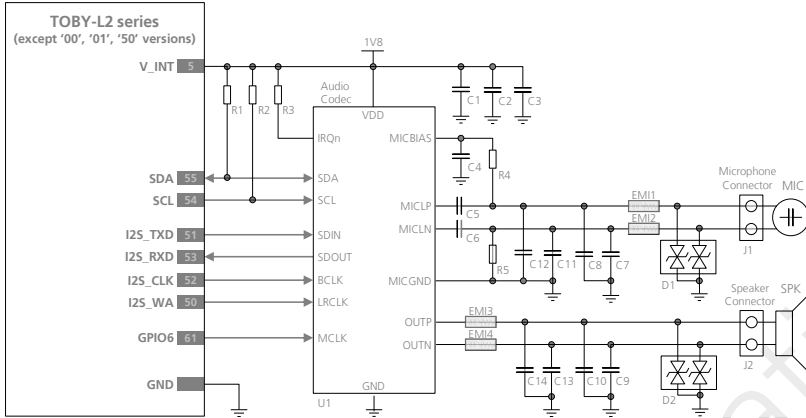 TOBY-L2 series
(except '00', '01', '50' versions)
V_INT 5
SDA 55
SCL 54
I2S_TXD 51
I2S_RXD 53
I2S_CLK 52
I2S_WA 50
GPIO6 61
GND
R1
R2
R3
1V8
Audio
Codec
VDD
IRQn
SDA
SCL
SDIN
SDOUT
BCLK
LRCLK
MCLK
GND
U1
MICBIAS
MICLP
MICLN
MICGND
OUTP
OUTN
C1
C2
C3
C4
R4
C5
C6
R5
C12
C11
C8
C7
EMI1
EMI2
D1
Microphone
Connector
MIC
J1
EMI3
EMI4
C14
C13
C10
C9
D2
Speaker
Connector
SPK
J2